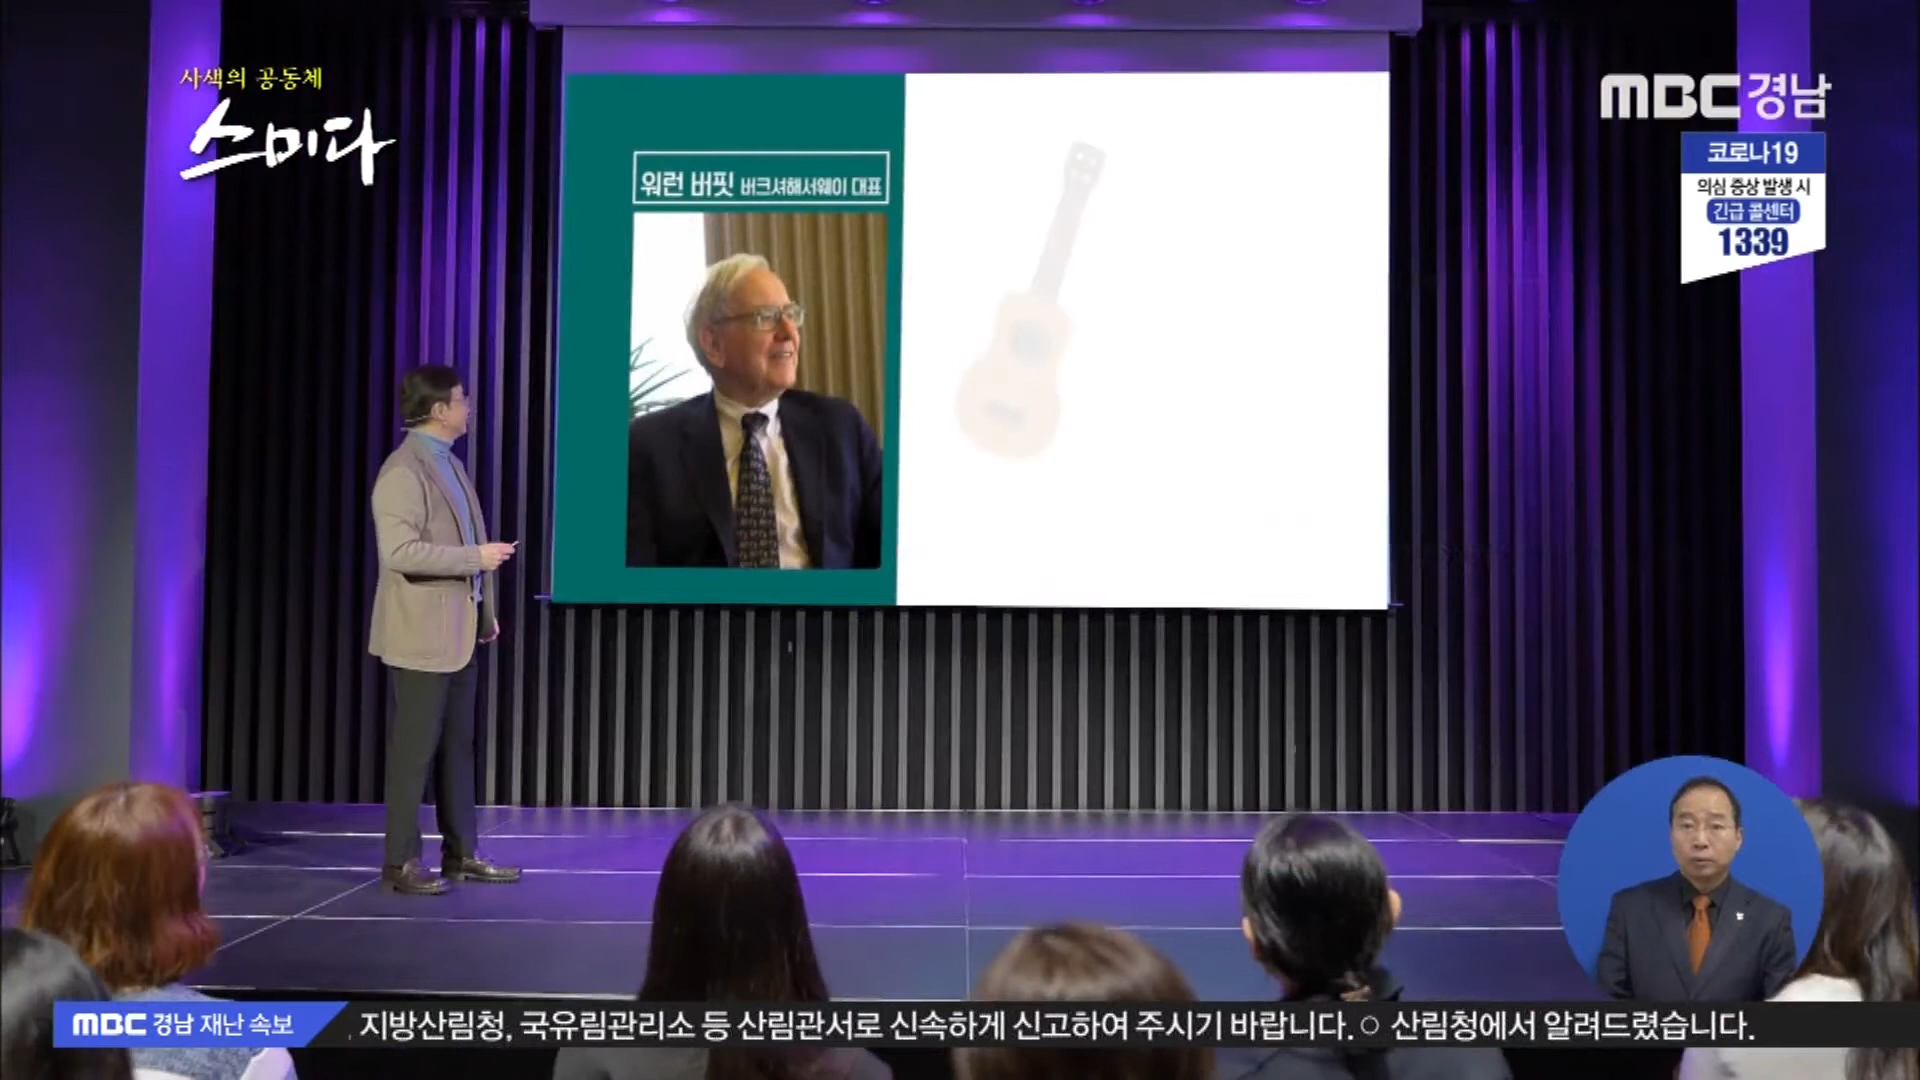 사색의 공동체
스미다
MBC경남
코로나19
의심 증상 발생 시
긴급 콜센터
1339
워런 버핏 버크셔해서웨이 대표
MBC 경남 재난 속보
, 지방산림청, 국유림관리소 등 산림관서로 신속하게 신고하여 주시기 바랍니다.○ 산림청에서 알려드렸습니다.